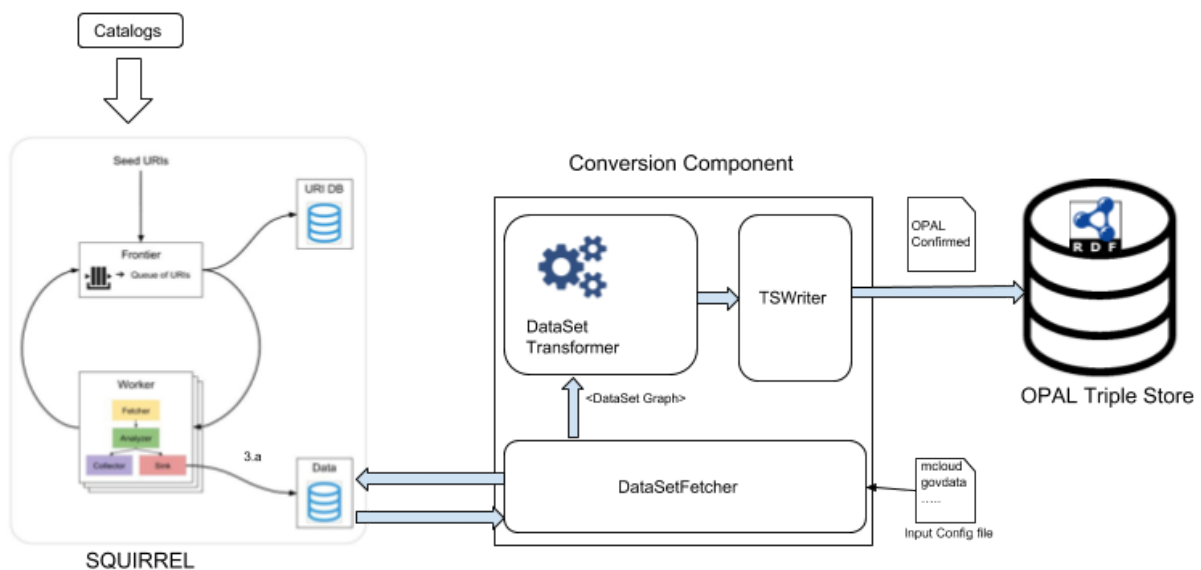 Catalogs
Seed URIs
URI DB
Frontier
Queue of URIs
Worker
Fetcher
Analyzer
Collector
Sink
3.a
Data
SQUIRREL
Conversion Component
DataSet
Transformer
TSWriter
<DataSet Graph>
DataSetFetcher
OPAL
Confirmed
RDF
OPAL Triple Store
mcloud
govdata
.....
Input Config file